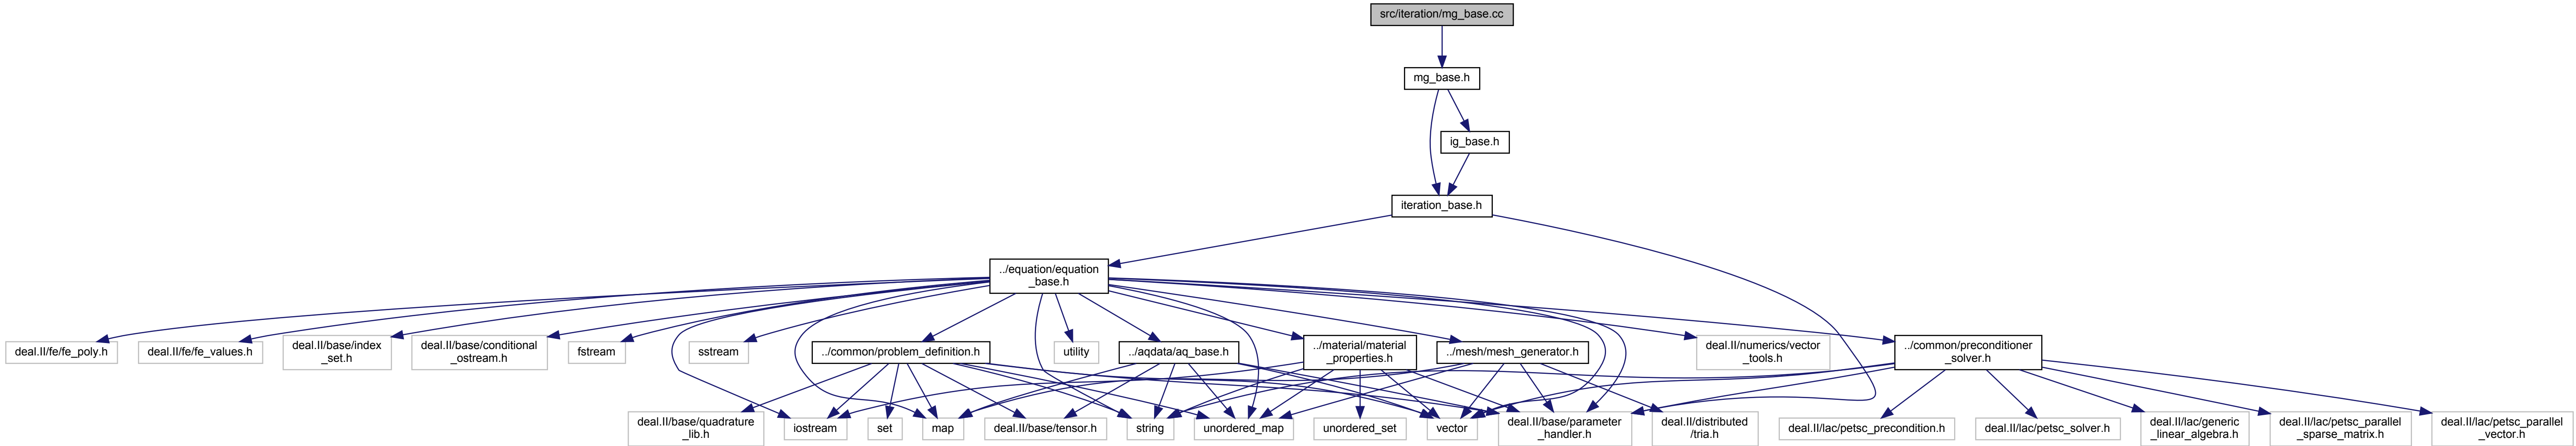 src/iteration/mg_base.cc
mg_base.h
ig_base.h
iteration_base.h
../equation/equation
_base.h
deal.II/fe/fe_poly.h
deal.II/fe/fe_values.h
deal.II/base/index
_set.h
deal.II/base/conditional
_ostream.h
fstream
sstream
../common/problem_definition.h
utility
../aqdata/aq_base.h
../material/material
_properties.h
../mesh/mesh_generator.h
deal.II/numerics/vector
_tools.h
../common/preconditioner
_solver.h
deal.II/base/quadrature
_lib.h
iostream
set
map
deal.II/base/tensor.h
string
unordered_map
unordered_set
vector
deal.II/base/parameter
_handler.h
deal.II/distributed
/tria.h
deal.II/lac/petsc_precondition.h
deal.II/lac/petsc_solver.h
deal.II/lac/generic
_linear_algebra.h
deal.II/lac/petsc_parallel
_sparse_matrix.h
deal.II/lac/petsc_parallel
_vector.h